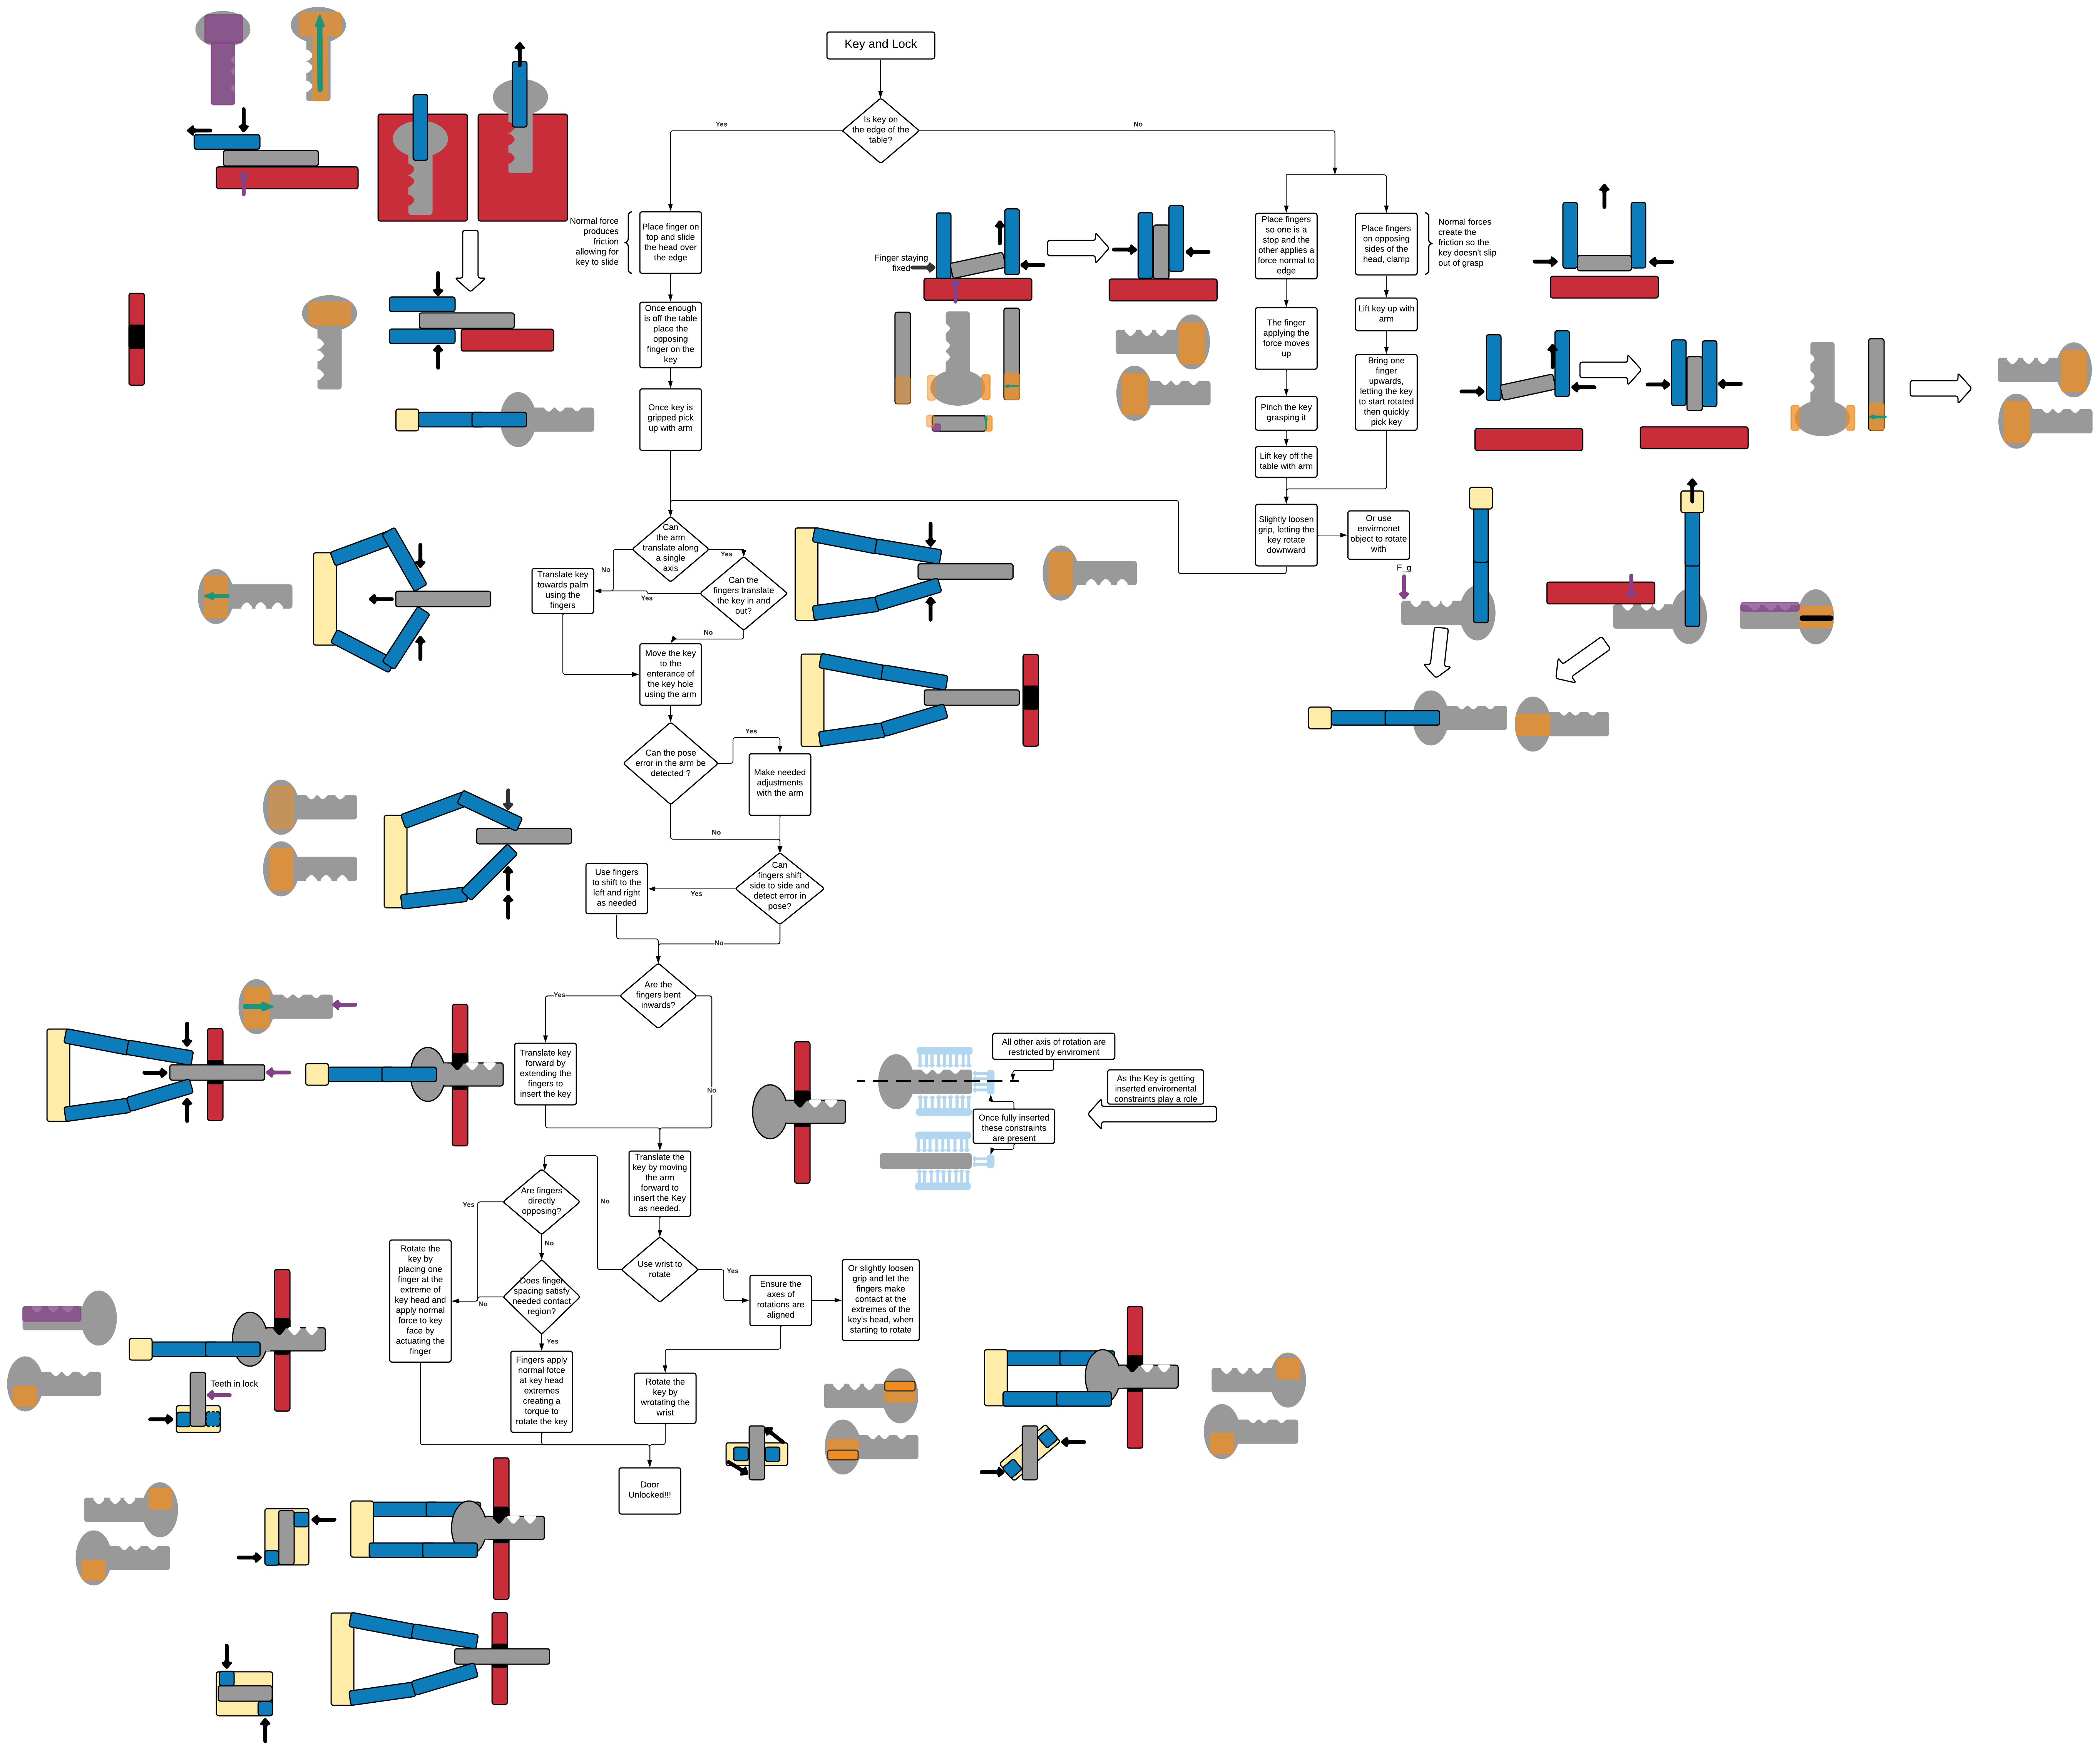 Key and Lock
Is key on
the edge of the
table?
Yes
No
Normal force
produces
friction
allowing for
key to slide
Place finger on
top and slide
the head over
the edge
Once enough
is off the table
place the
opposing
finger on the
key
Once key is
gripped pick
up with arm
Finger staying
fixed
Place fingers
so one is a
stop and the
other applies a
force normal to
edge
The finger
applying the
force moves
up
Pinch the key
grasping it
Lift key off the
table with arm
Place fingers
on opposing
sides of the
head, clamp
Normal forces
create the
friction so the
key doesn't slip
out of grasp
Lift key up with
arm
Bring one
finger
upwards,
letting the key
to start rotated
then quickly
pick key
Slightly loosen
grip, letting the
key rotate
downward
Or use
envirmonet
object to rotate
with
F_g
Can
the arm
translate along
a single
axis
Yes
No
Can the
fingers translate
the key in and
out?
Yes
No
Translate key
towards palm
using the
fingers
Move the key
to the
enterance of
the key hole
using the arm
Can the pose
error in the arm be
detected ?
Yes
No
Make needed
adjustments
with the arm
Can
fingers shift
side to side and
detect error in
pose?
Yes
No
Use fingers
to shift to the
left and right
as needed
Are the
fingers bent
inwards?
Yes
No
Translate key
forward by
extending the
fingers to
insert the key
All other axis of rotation are
restricted by enviroment
As the Key is getting
inserted enviromental
constraints play a role
Once fully inserted
these constraints
are present
Translate the
key by moving
the arm
forward to
insert the Key
as needed.
Use wrist to
rotate
Yes
No
Are fingers
directly
opposing?
Yes
No
Does finger
spacing satisfy
needed contact
region?
No
Yes
Rotate the
key by
placing one
finger at the
extreme of
key head and
apply normal
force to key
face by
actuating the
finger
Fingers apply
normal fotce
at key head
extremes
creating a
torque to
rotate the key
Ensure the
axes of
rotations are
aligned
Or slightly loosen
grip and let the
fingers make
contact at the
extremes of the
key's head, when
starting to rotate
Rotate the
key by
wrotating the
wrist
Teeth in lock
Door
Unlocked!!!